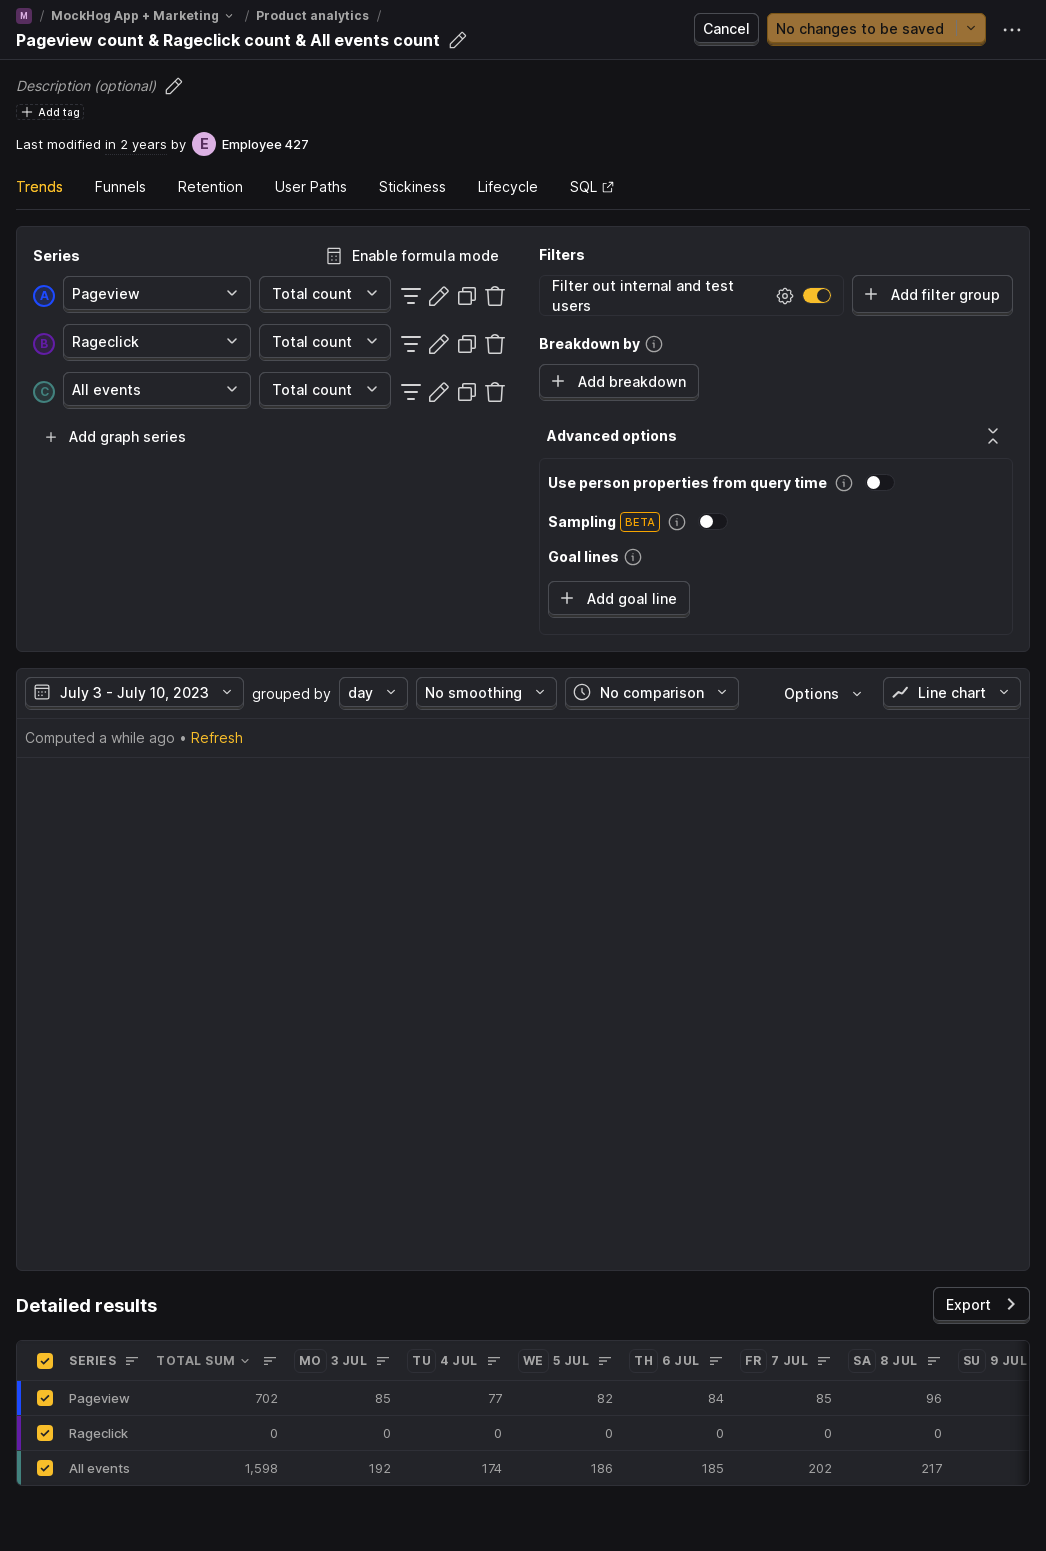 M / MockHog App + Marketing / Product analytics /
Pageview count & Rageclick count & All events count
Cancel No changes to be saved
Description (optional)
Add tag
Last modified in 2 years by E Employee 427
Trends Funnels Retention User Paths Stickiness Lifecycle SQL
Series Enable formula mode
A Pageview Total count
B Rageclick Total count
C All events Total count
Add graph series
Filters
Filter out internal and test
users
Add filter group
Breakdown by
Add breakdown
Advanced options
Use person properties from query time
Sampling BETA
Goal lines
Add goal line
July 3 - July 10, 2023 grouped by day No smoothing No comparison Options Line chart
Computed a while ago • Refresh
Detailed results Export
SERIES TOTAL SUM MO 3 JUL TU 4 JUL WE 5 JUL TH 6 JUL FR 7 JUL SA 8 JUL SU 9 JUL
Pageview 702 85 77 82 84 85 96
Rageclick 0 0 0 0 0 0 0
All events 1,598 192 174 186 185 202 217